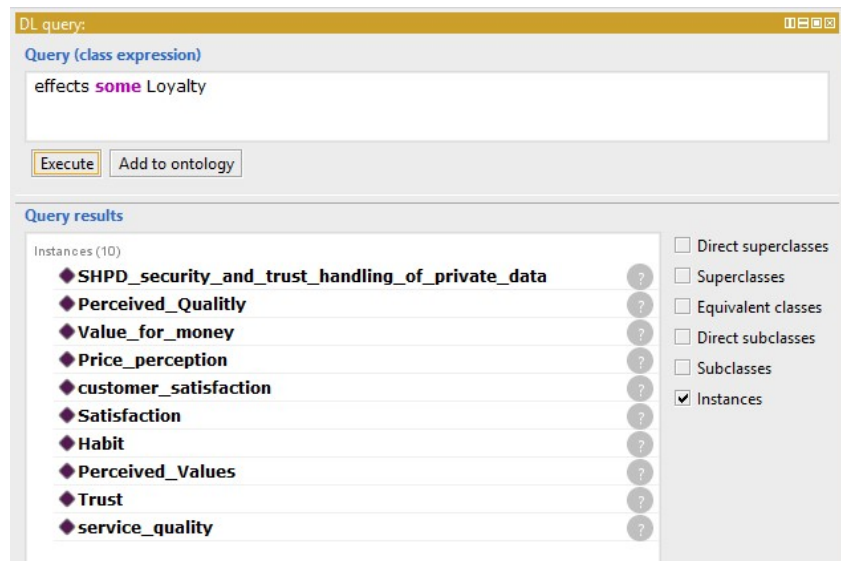 DL query:
Query (class expression)
effects some Loyalty
Execute Add to ontology
Query results
Instances (10)
SHPD_security_and_trust_handling_of_private_data ?
Perceived_Qualitly ?
Value_for_money ?
Price_perception ?
customer_satisfaction ?
Satisfaction ?
Habit ?
Perceived_Values ?
Trust ?
service_quality ?
Direct superclasses
Superclasses
Equivalent classes
Direct subclasses
Subclasses
Instances